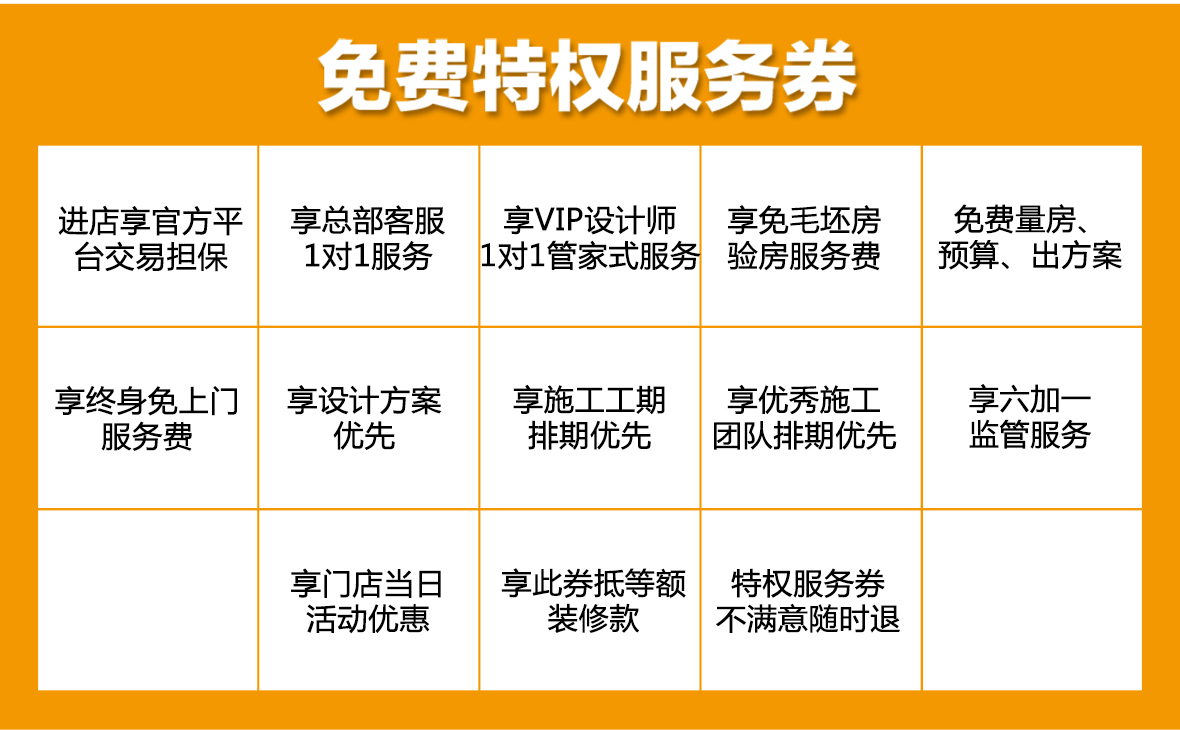 免费特权服务券
进店享官方平
台交易担保
享总部客服
1对1服务
享VIP设计师
1对1管家式服务
享免毛坯房
验房服务费
免费量房、
预算、出方案
享终身免上门
服务费
享设计方案
优先
享施工工期
排期优先
享优秀施工
团队排期优先
享六加一
监管服务
享门店当日
活动优惠
享此券抵等额
装修款
特权服务券
不满意随时退